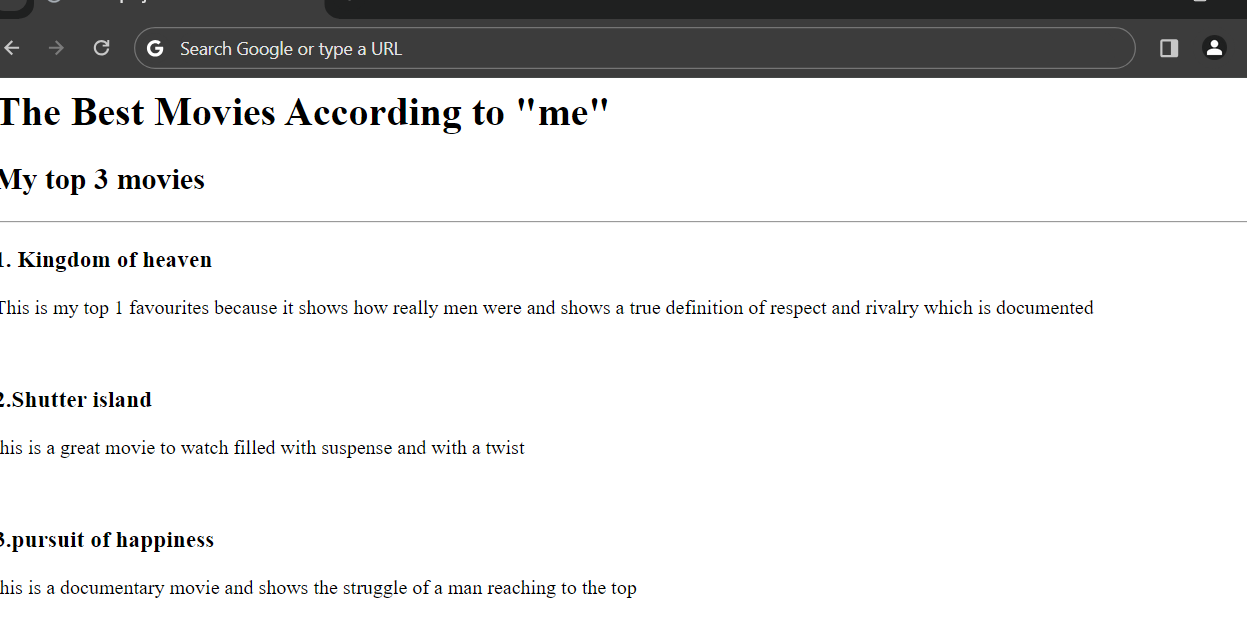 Search Google or type a URL
The Best Movies According to "me"
My top 3 movies
1. Kingdom of heaven
This is my top 1 favourites because it shows how really men were and shows a true definition of respect and rivalry which is documented
2.Shutter island
his is a great movie to watch filled with suspense and with a twist
3.pursuit of happiness
his is a documentary movie and shows the struggle of a man reaching to the top